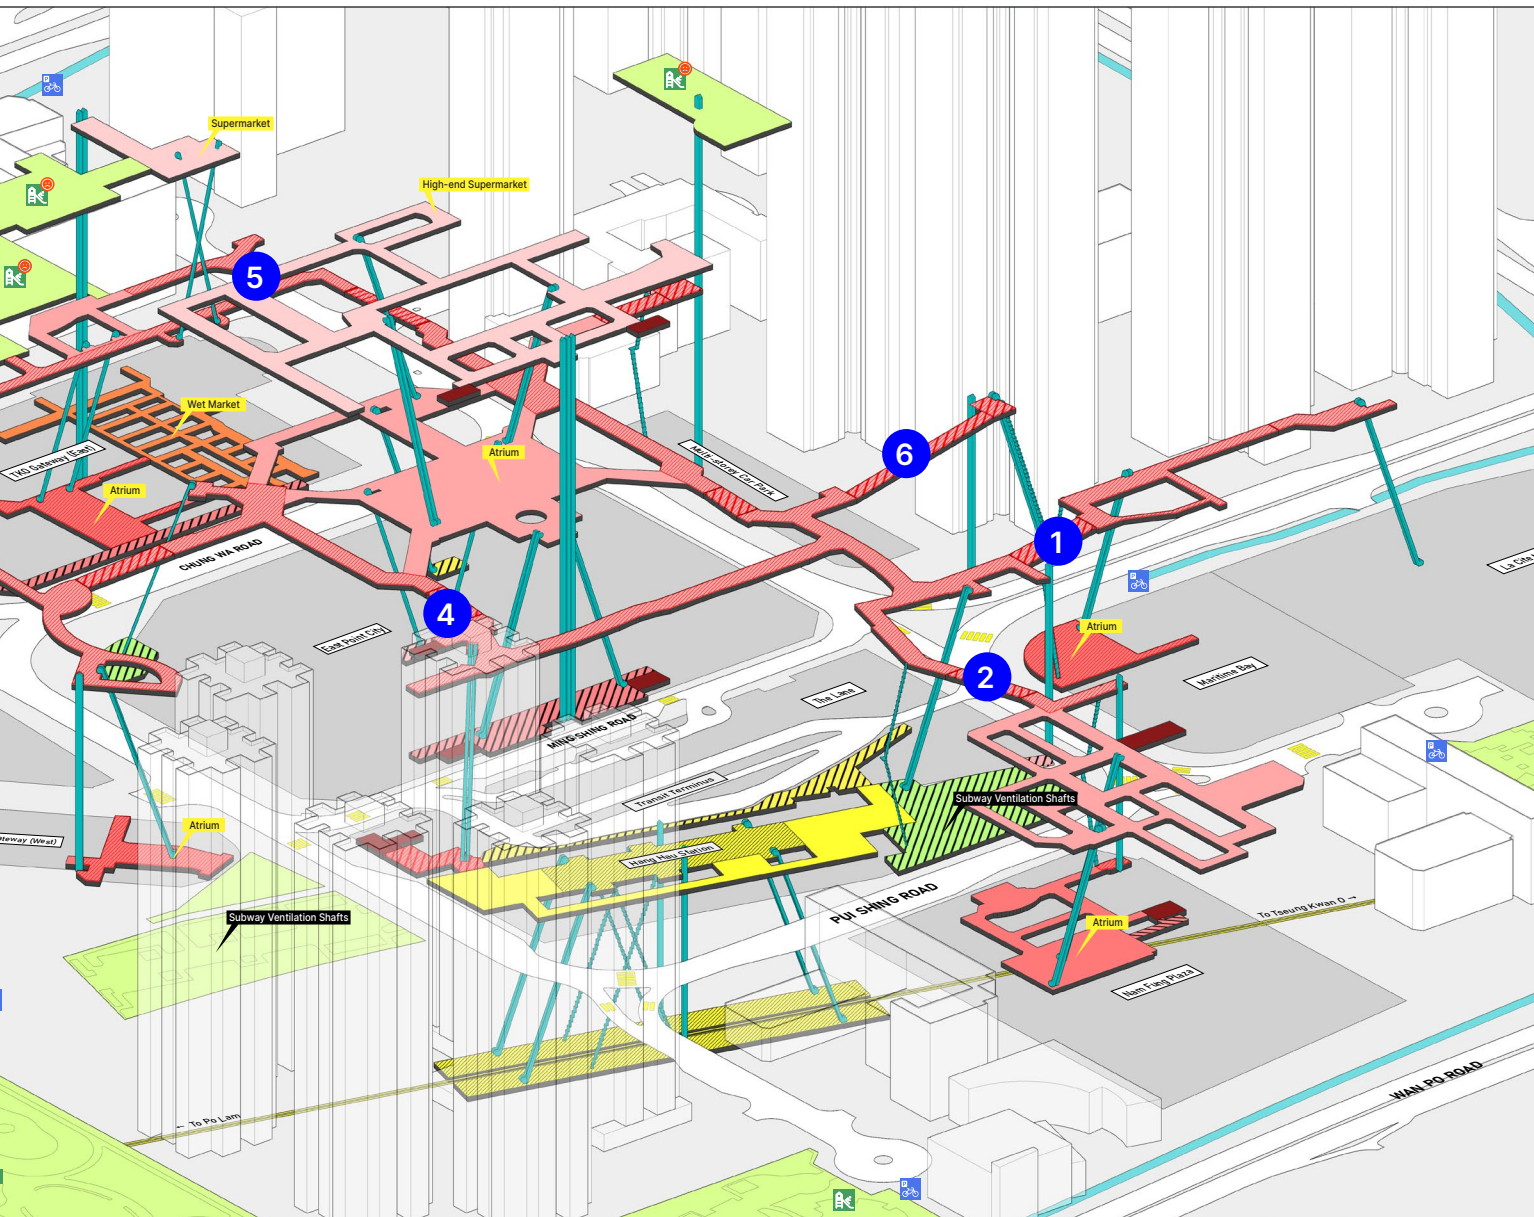 P
Supermarket
High-end Supermarket
5
Wet Market
TKO Gateway (East)
Atrium
Atrium
Multi-storey Car Park
6
CHUNG WA ROAD
1
La Cite
P
4
East Point City
Atrium
Maritime Bay
2
The Lane
MING SHING ROAD
P
Transit Terminus
Subway Ventilation Shafts
Atrium
teway (West)
Hang Hau Station
PUI SHING ROAD
To Tseung Kwan O →
Subway Ventilation Shafts
Atrium
Nam Fung Plaza
← To Po Lam
WAN PO ROAD
P